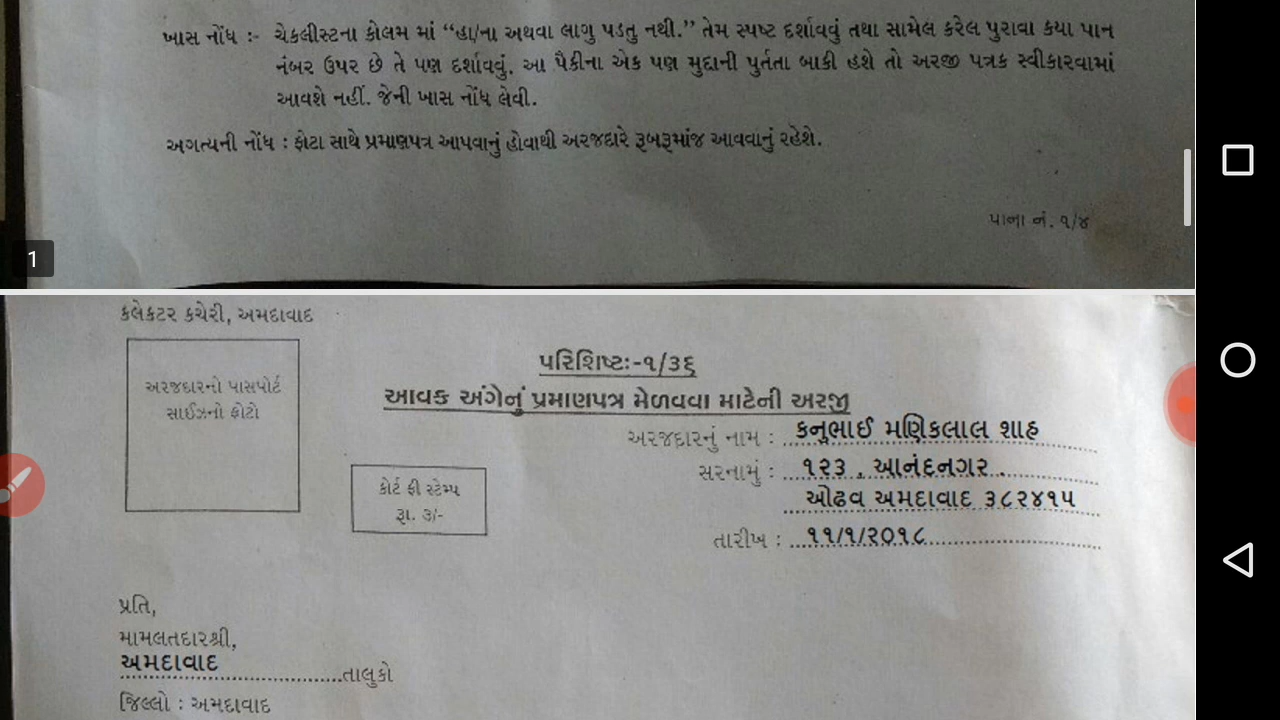 ખાસ નોંધ :- ચેકલીસ્ટના કોલમ માં "હા/ના અથવા લાગુ પડતુ નથી." તેમ સ્પષ્ટ દર્શાવવું તથા સામેલ કરેલ પુરાવા કયા પાન
નંબર ઉપર છે તે પણ દર્શાવવું. આ પૈકીના એક પણ મુદ્દાની પુર્તતા બાકી હશે તો અરજી પત્રક સ્વીકારવામાં
આવશે નહીં. જેની ખાસ નોંધ લેવી.
અગત્યની નોંધ : ફોટા સાથે પ્રમાણપત્ર આપવાનું હોવાથી અરજદારે રૂબરૂમાંજ આવવાનું રહેશે.
પાના નં. ૧/૪
1
કલેકટર કચેરી, અમદાવાદ
પરિશિષ્ટઃ-૧/૩૬
અરજદારનો પાસપોર્ટ
સાઈઝનો ફોટો
આવક અંગેનું પ્રમાણપત્ર મેળવવા માટેની અરજી
અરજદારનું નામ : કનુભાઈ મણિકલાલ શાહ
સરનામું : ૧૨૩ , આનંદનગર .
ઓઢવ અમદાવાદ ૩૮૨૪૧૫
કોર્ટ ફી સ્ટેમ્પ
રૂા. ૩/-
તારીખ : ૧૧/૧/૨૦૧૮
પ્રતિ,
મામલતદારશ્રી,
અમદાવાદ ...તાલુકો
જિલ્લો : અમદાવાદ